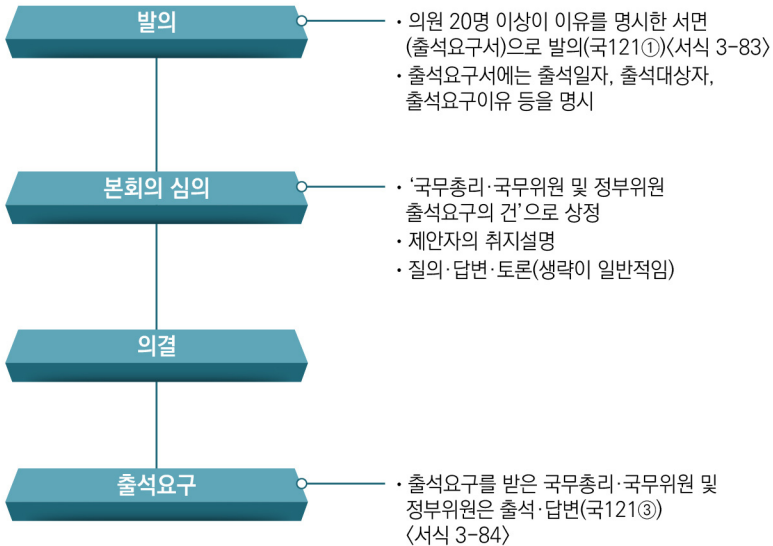 발의
· 의원 20명 이상이 이유를 명시한 서면
(출석요구서)으로 발의(국121①)〈서식 3-83〉
· 출석요구서에는 출석일자, 출석대상자,
출석요구이유 등을 명시
본회의 심의
· ‘국무총리·국무위원 및 정부위원
출석요구의 건’으로 상정
· 제안자의 취지설명
· 질의·답변·토론(생략이 일반적임)
의결
출석요구
· 출석요구를 받은 국무총리·국무위원 및
정부위원은 출석·답변(국121③)
〈서식 3-84〉